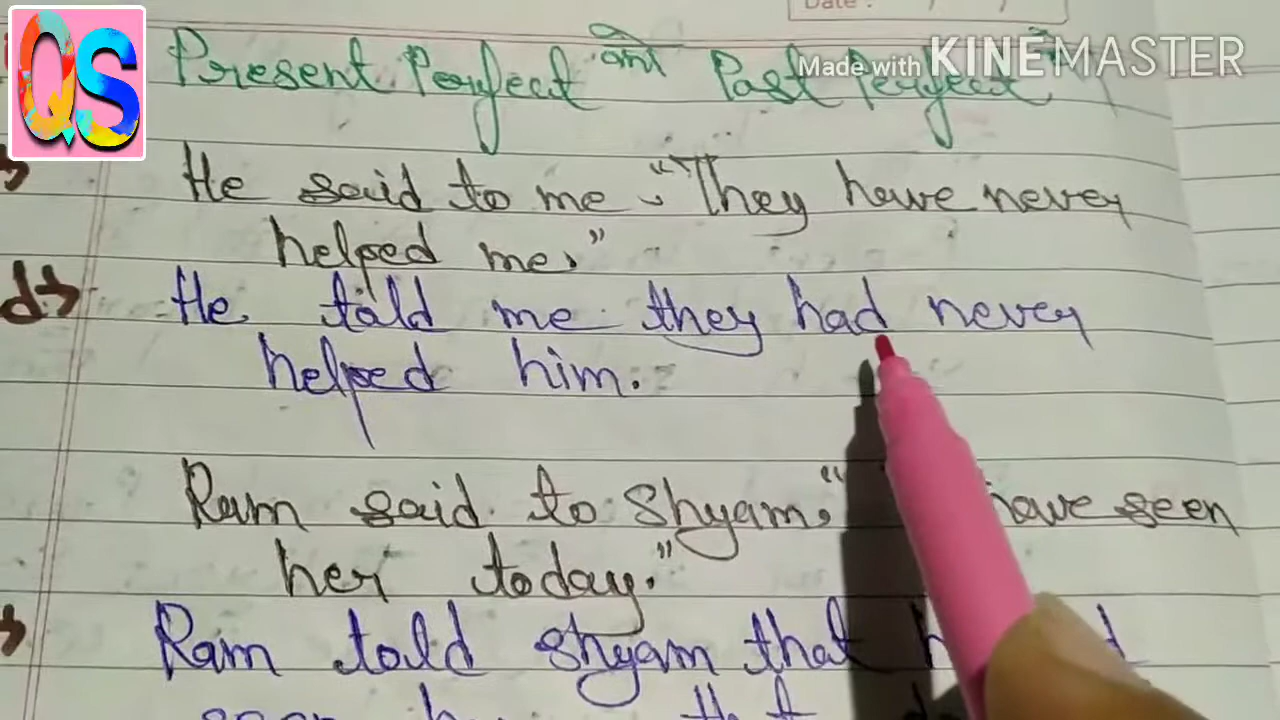 Date : / /
QS
Made with KINEMASTER
Present Perfect को Past Perfect में
He said to me, "They have never
helped me."
He told me they had never
helped him.
Ram said to Shyam, " have seen
her today."
Ram told Shyam that